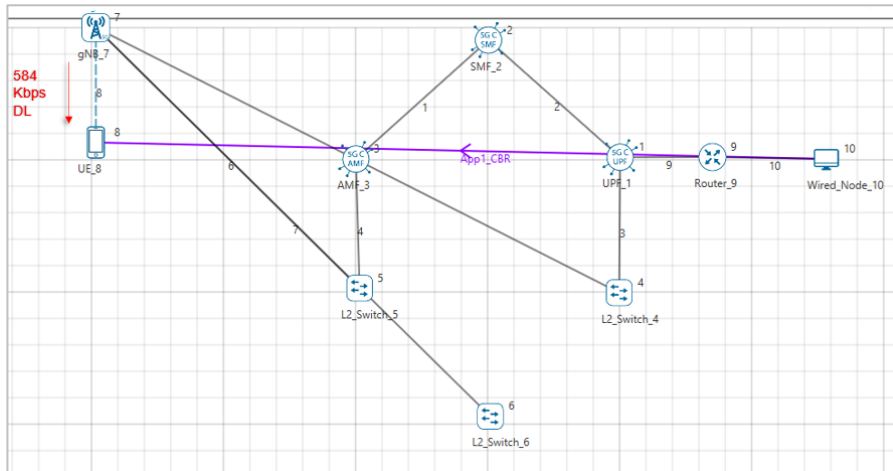 7
gNB_7
584
Kbps
DL
8
8
UE_8
6
7
5G C
SMF
2
SMF_2
1
2
5G C
AMF
3
AMF_3
App1_CBR
5G C
UPF
1
UPF_1
9
9
Router_9
10
10
Wired_Node_10
4
3
5
L2_Switch_5
4
L2_Switch_4
6
L2_Switch_6